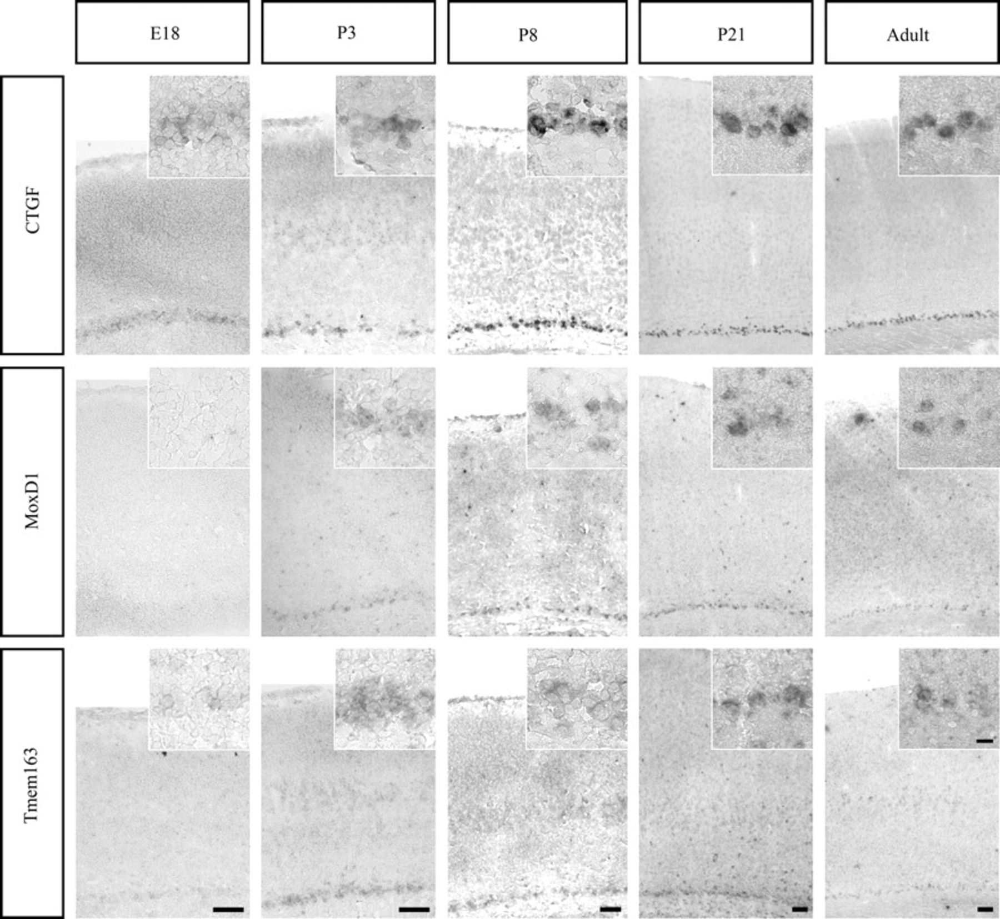 E18
P3
P8
P21
Adult
CTGF
MoxD1
Tmem163